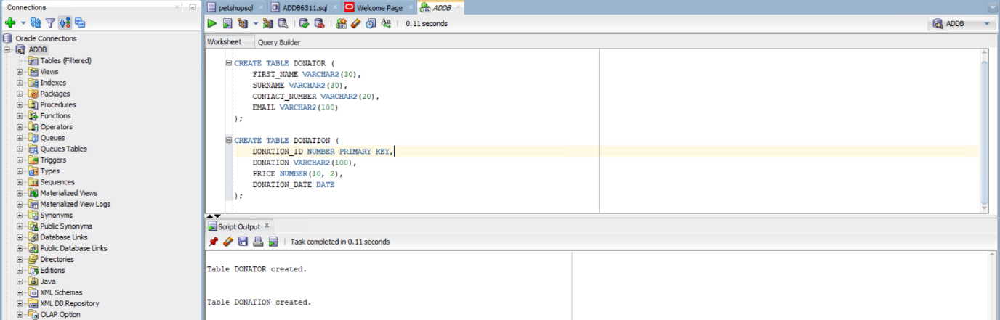 Connections
petshopsql
ADDB6311.sql
Welcome Page
ADDB
0.11 seconds
ADDB
Oracle Connections
ADDB
Tables (Filtered)
Views
Indexes
Packages
Procedures
Functions
Operators
Queues
Queues Tables
Triggers
Types
Sequences
Materialized Views
Materialized View Logs
Synonyms
Public Synonyms
Database Links
Public Database Links
Directories
Editions
Java
XML Schemas
XML DB Repository
OLAP Option
Worksheet
Query Builder
CREATE TABLE DONATOR (
FIRST_NAME VARCHAR2(30),
SURNAME VARCHAR2(30),
CONTACT_NUMBER VARCHAR2(20),
EMAIL VARCHAR2(100)
);
CREATE TABLE DONATION (
DONATION_ID NUMBER PRIMARY KEY,
DONATION VARCHAR2(100),
PRICE NUMBER(10, 2),
DONATION_DATE DATE
);
Script Output
Task completed in 0.11 seconds
Table DONATOR created.
Table DONATION created.